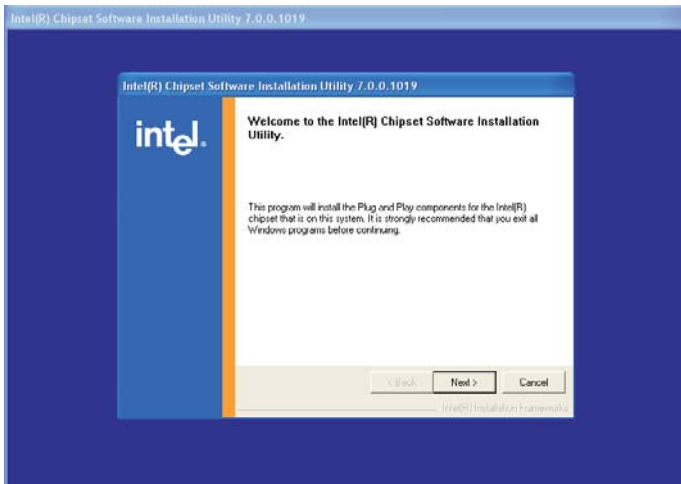 Intel(R) Chipset Software Installation Utility 7.0.0.1019
Intel(R) Chipset Software Installation Utility 7.0.0.1019
intel.
Welcome to the Intel(R) Chipset Software Installation
Utility.
This program will install the Plug and Play components for the Intel(R)
chipset that is on this system. It is strongly recommended that you exit all
Windows programs before continuing.
< Back
Next >
Cancel
Intel(R) Installation Frameworks